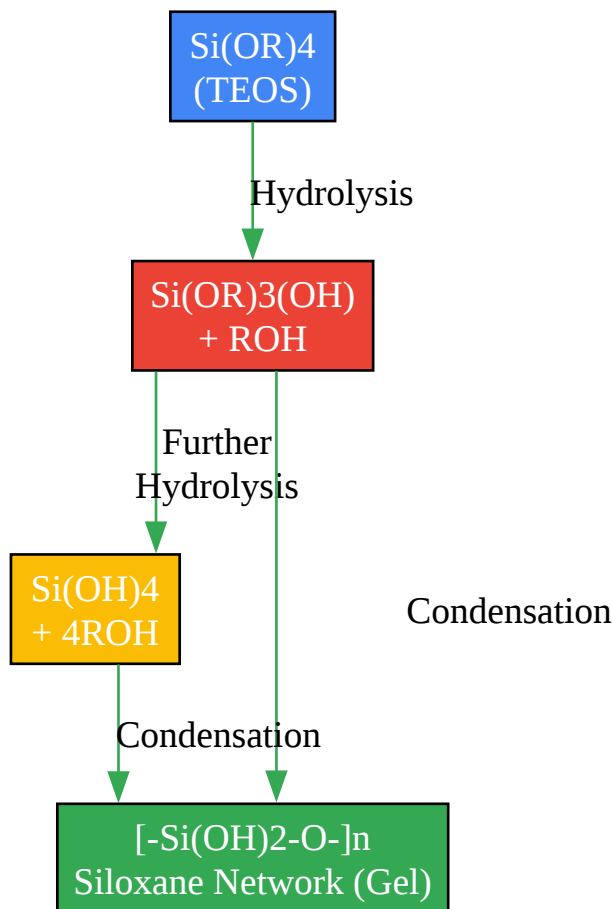 Si(OR)4
(TEOS)
Hydrolysis
Si(OR)3(OH)
+ ROH
Further
Hydrolysis
Si(OH)4
+ 4ROH
Condensation
Condensation
[-Si(OH)2-O-]n
Siloxane Network (Gel)